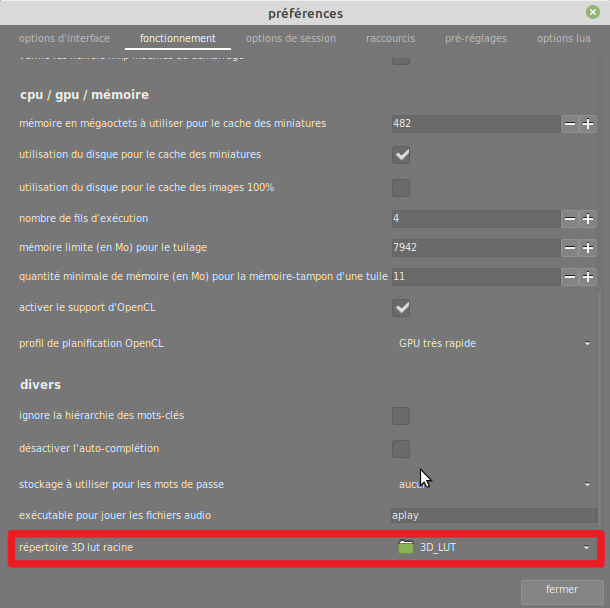 préférences
options d'interface fonctionnement options de session raccourcis pré-réglages options lua
cpu / gpu / mémoire
mémoire en mégaoctets à utiliser pour le cache des miniatures 482
utilisation du disque pour le cache des miniatures
utilisation du disque pour le cache des images 100%
nombre de fils d’exécution 4
mémoire limite (en Mo) pour le tuilage 7942
quantité minimale de mémoire (en Mo) pour la mémoire-tampon d'une tuile 11
activer le support d'OpenCL
profil de planification OpenCL GPU très rapide
divers
ignore la hiérarchie des mots-clés
désactiver l'auto-complétion
stockage à utiliser pour les mots de passe
exécutable pour jouer les fichiers audio aplay
répertoire 3D lut racine 3D_LUT
fermer